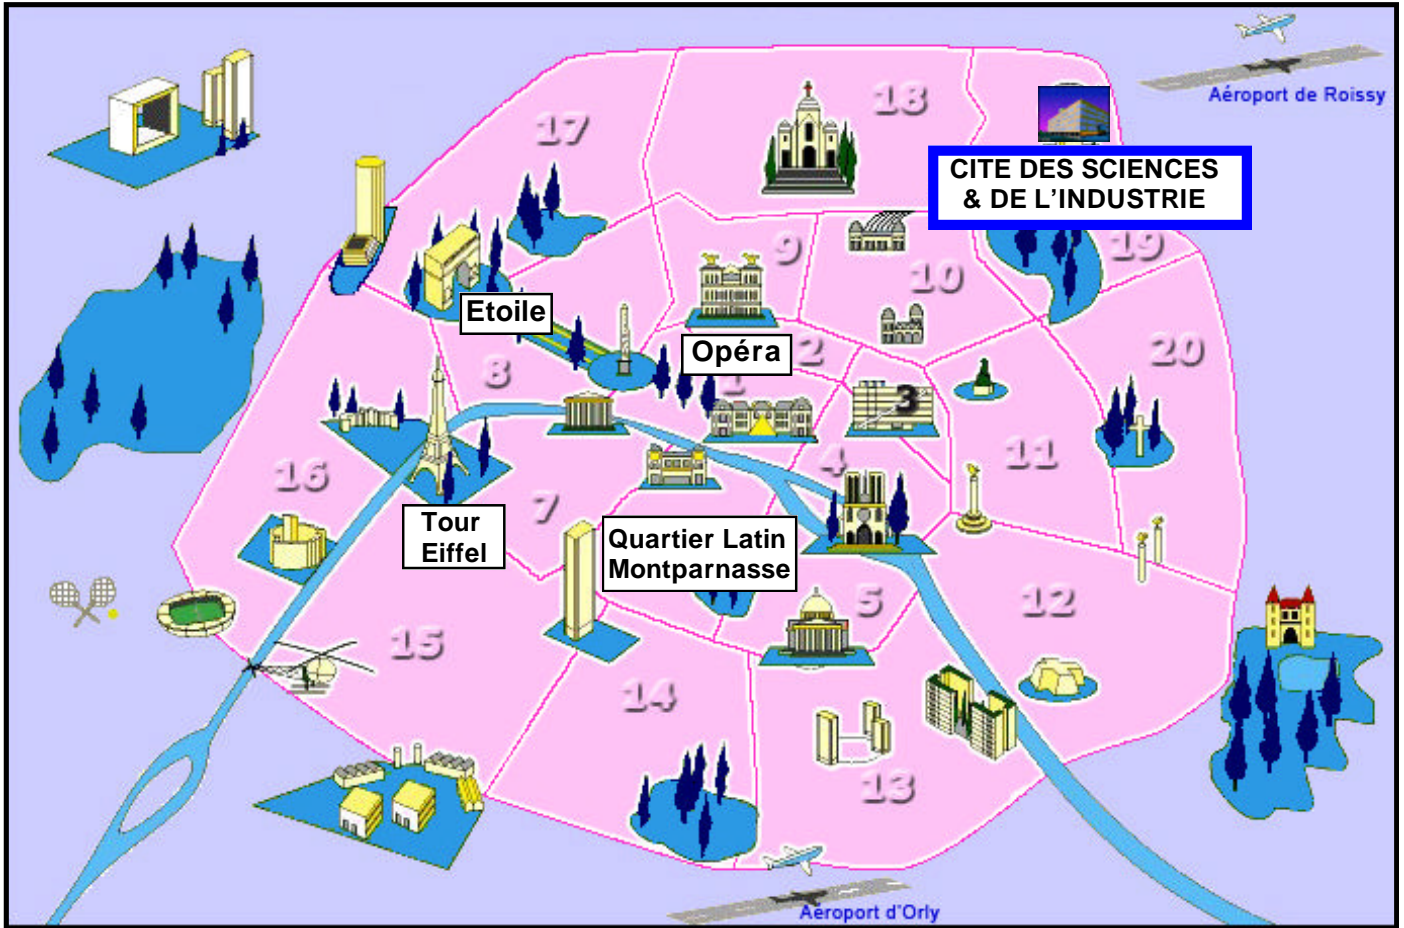 Aéroport de Roissy
18
17
CITE DES SCIENCES
& DE L'INDUSTRIE
19
9
10
Etoile
Opéra
2
20
8
1
3
4
11
16
7
Tour
Eiffel
Quartier Latin
Montparnasse
5
12
15
14
13
Aéroport d'Orly